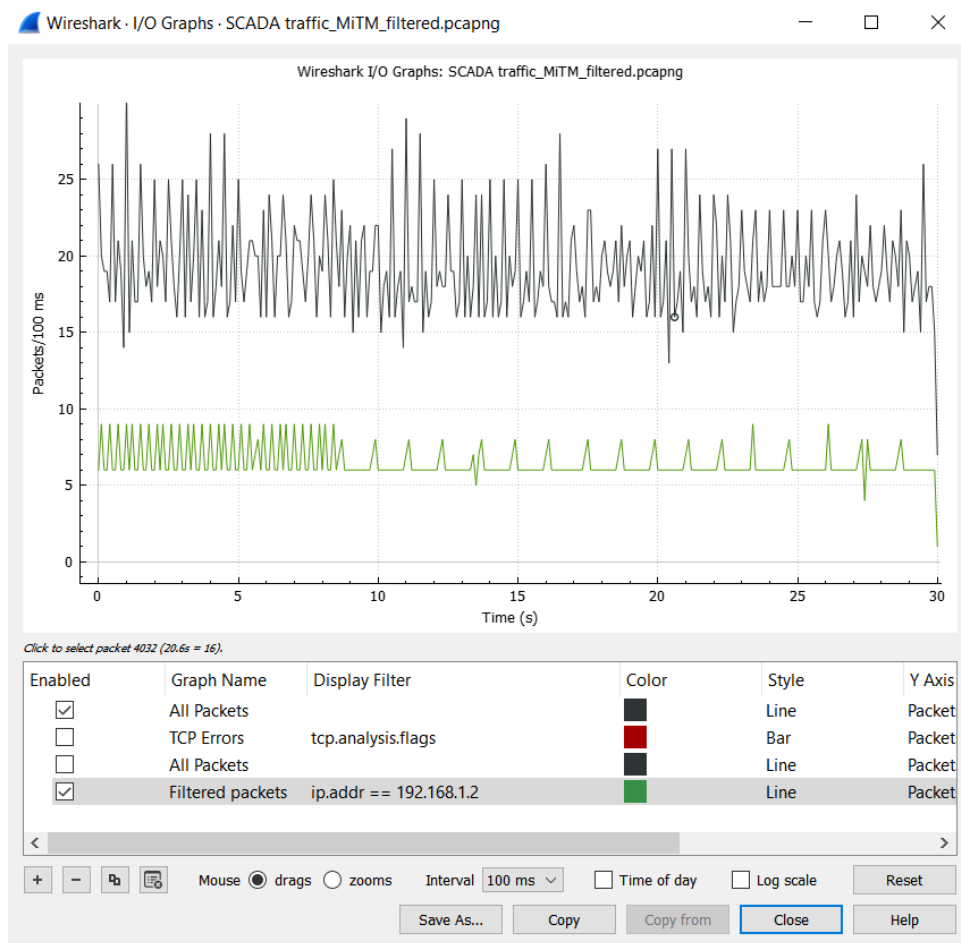 Wireshark · I/O Graphs · SCADA traffic_MiTM_filtered.pcapng
Wireshark I/O Graphs: SCADA traffic_MiTM_filtered.pcapng
25
20
15
10
5
0
Packets/100 ms
0 5 10 15 20 25 30
Time (s)
Click to select packet 4032 (20.6s = 16).
Enabled Graph Name Display Filter Color Style Y Axis
All Packets Line Packet
TCP Errors tcp.analysis.flags Bar Packet
All Packets Line Packet
Filtered packets ip.addr == 192.168.1.2 Line Packet
Mouse drags zooms Interval 100 ms Time of day Log scale Reset
Save As... Copy Copy from Close Help